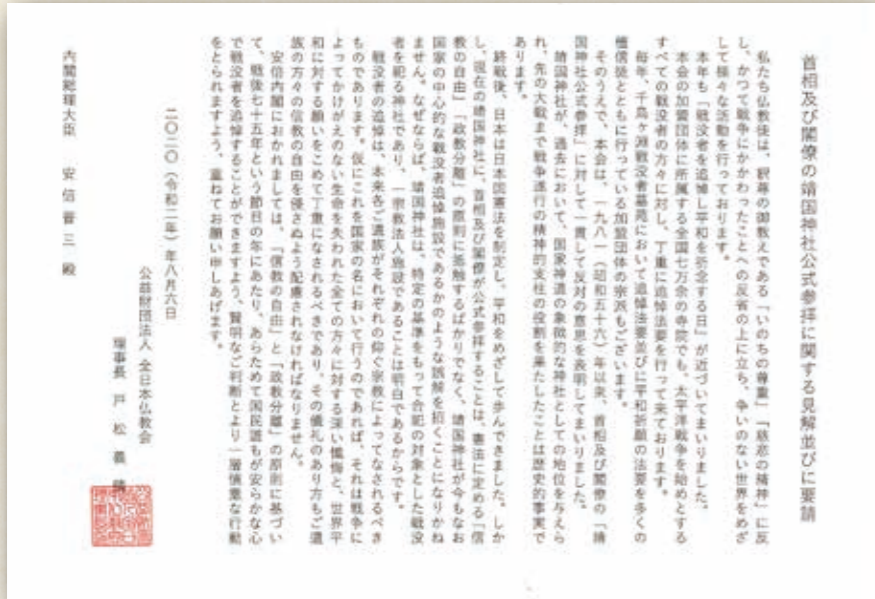 首相及び閣僚の靖国神社公式参拝に関する見解並びに要請
私たち仏教徒は、釈尊の御教えである「いのちの尊重」「慈悲の精神」に反
し、かつて戦争にかかわったことへの反省の上に立ち、争いのない世界をめざ
して様々な活動を行っております。
本年も「戦没者を追悼し平和を祈念する日」が近づいてまいりました。
本会の加盟団体に所属する全国七万余の寺院でも、太平洋戦争を始めとする
すべての戦没者の方々に対し、丁重に追悼法要を行って来ております。
毎年、千鳥ヶ淵戦没者墓苑において追悼法要並びに平和祈願の法要を多くの
檀信徒とともに行っている加盟団体の宗派もございます。
そのうえで、本会は、一九八一（昭和五十六）年以来、首相及び閣僚の「靖
国神社公式参拝」に対して一貫して反対の意思を表明してまいりました。
靖国神社が、過去において、国家神道の象徴的な神社としての地位を与えら
れ、先の大戦まで戦争遂行の精神的支柱の役割を果たしたことは歴史的事実で
あります。
終戦後、日本は日本国憲法を制定し、平和をめざして歩んできました。しか
し、現在の靖国神社に、首相及び閣僚が公式参拝することは、憲法に定める「信
教の自由」「政教分離」の原則に抵触するばかりでなく、靖国神社が今もなお
国家の中心的な戦没者追悼施設であるかのような誤解を招くことになりかね
ません。なぜならば、靖国神社は、特定の基準をもって合祀の対象とした戦没
者を祀る神社であり、一宗教法人施設であることは明白であるからです。
戦没者の追悼は、本来各ご遺族がそれぞれの仰ぐ宗教によってなされるべき
ものであります。仮にこれを国家の名において行うのであれば、それは戦争に
よってかけがえのない生命を失われた全ての方々に対する深い懺悔と、世界平
和に対する願いをこめて丁重になされるべきであり、その儀礼のあり方もご遺
族の方々の信教の自由を侵さぬよう配慮されなければなりません。
安倍内閣におかれましては、「信教の自由」と「政教分離」の原則に基づい
て、戦後七十五年という節目の年にあたり、あらためて国民誰もが安らかな心
で戦没者を追悼することができますよう、賢明なご判断とより一層慎重な行動
をとられますよう、重ねてお願い申しあげます。
二〇二〇（令和二）年八月六日
公益財団法人 全日本仏教会
理事長 戸松義晴
内閣総理大臣 安倍晋三 殿